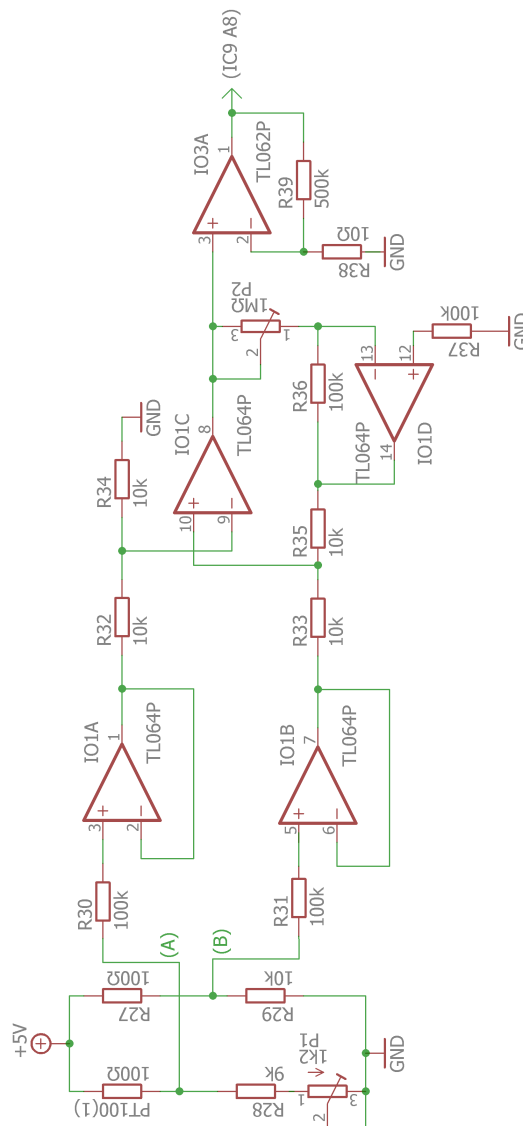 (IC9 A8)
IO3A
TL062P
1
3
2
+
−
R39
500k
10Ω
R38
GND
1MΩ
P2
3
1
2
100k
R37
GND
13
12
−
+
14
TL064P
IO1D
R36
100k
IO1C
TL064P
8
10
9
+
−
GND
R34
10k
R35
10k
R32
10k
R33
10k
IO1A
TL064P
1
3
2
+
−
IO1B
TL064P
7
5
6
+
−
R30
100k
R31
100k
(A)
(B)
+5V
100Ω
R27
10k
R29
100Ω
PT100(1)
9k
R28
1k2
P1
1
3
2
GND